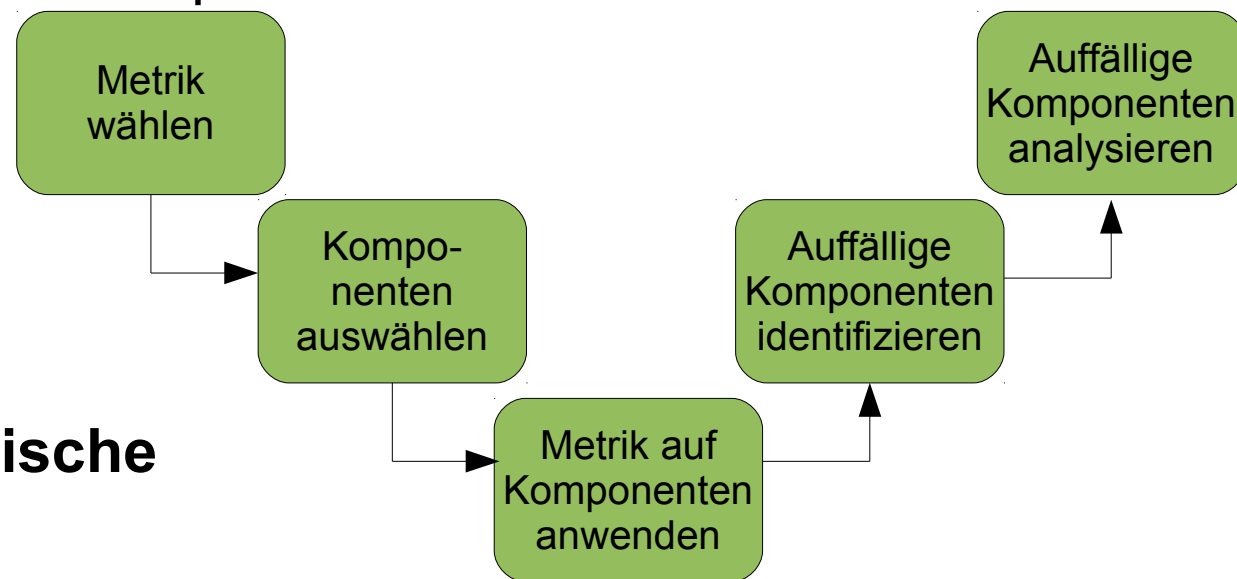 Metrik
wählen
Kompo-
nenten
auswählen
Metrik auf
Komponenten
anwenden
Auffällige
Komponenten
identifizieren
Auffällige
Komponenten
analysieren
ische